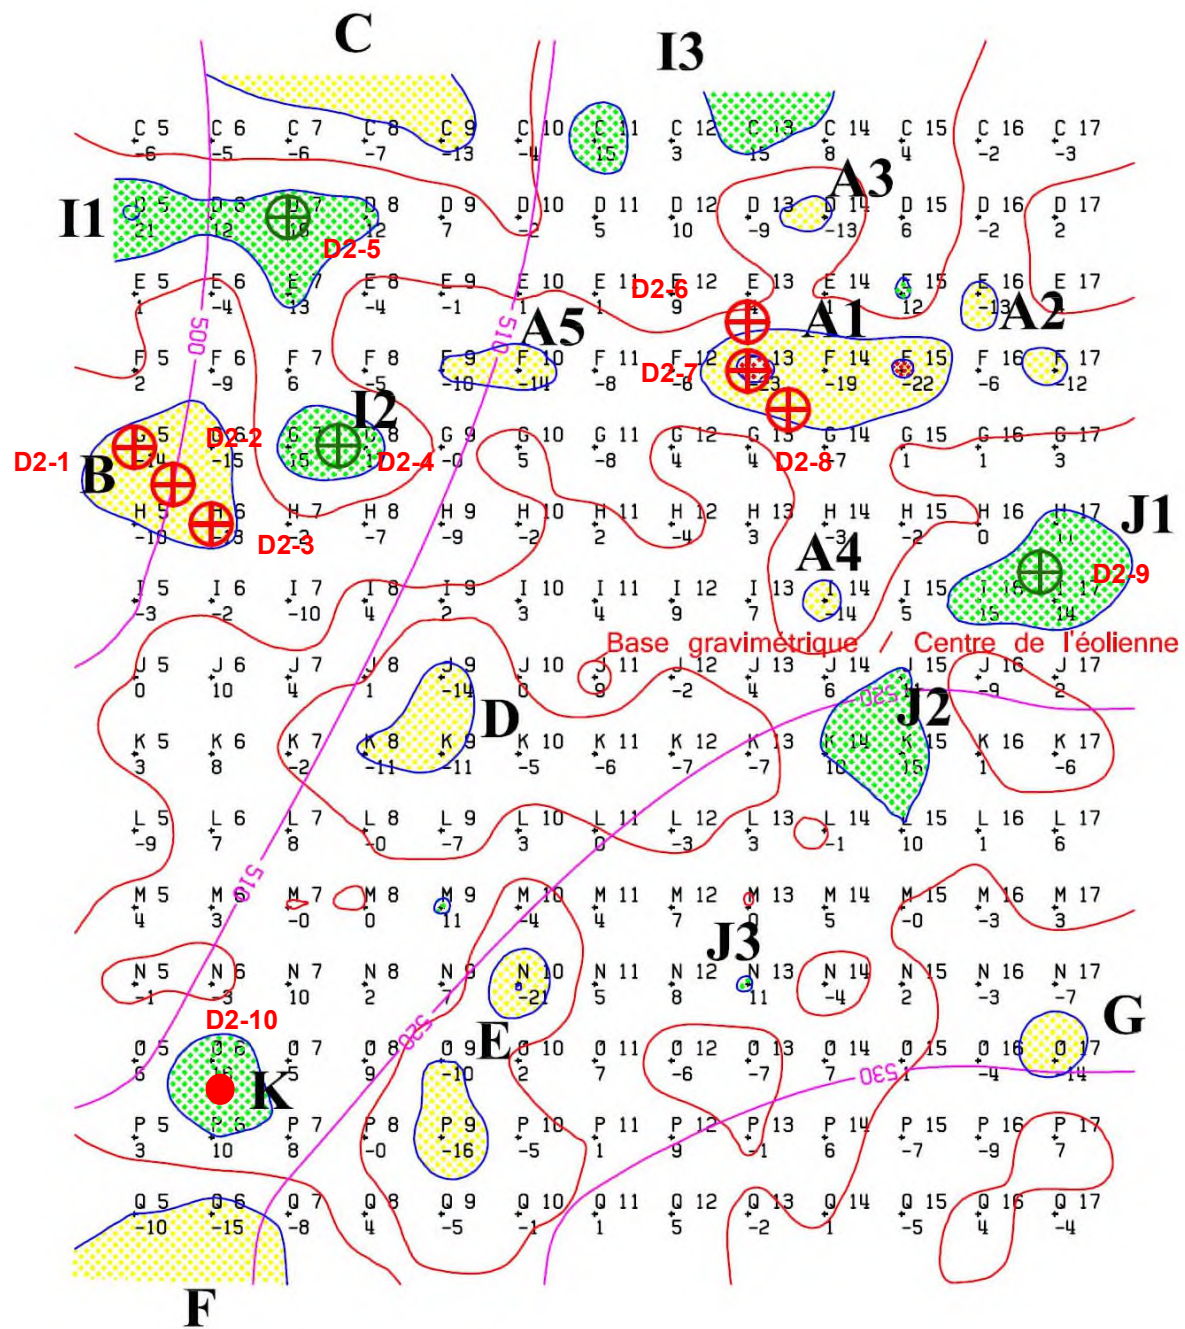 C
I3
C 5 C 6 C 7 C 8 C 9 C 10 C 11 C 12 C 13 C 14 C 15 C 16 C 17
-6 -5 -6 -7 -13 -4 15 3 15 8 4 -2 -3
A3
I1
D 8 D 9 D 10 D 11 D 12 D 13 D 14 D 15 D 16 D 17
21 12 12 7 -2 5 10 -9 -13 6 -2 2
D2-5
E 5 E 6 E 7 E 8 E 9 E 10 E 11 E 12 E 13 E 14 E 15 E 16 E 17
1 -4 13 -4 -1 1 1 9 12 -13
D2-6
500
510
A5
A1
A2
F 5 F 6 F 7 F 8 F 9 F 10 F 11 F 12 F 14 F 15 F 16 F 17
2 -9 6 -5 -10 -14 -8 -19 -22 -6 -12
D2-7
I2
G 9 G 10 G 11 G 12 G 13 G 14 G 15 G 16 G 17
-14 -15 15 -0 5 -8 4 4 -7 1 1 3
D2-1
D2-2
D2-4
D2-8
B
H 5 H 6 H 7 H 8 H 9 H 10 H 11 H 12 H 13 H 14 H 15 H 16 H 17
-10 -13 -2 -7 -9 -2 2 -4 3 -3 -2 0 11
J1
D2-3
A4
D2-9
I 5 I 6 I 7 I 8 I 9 I 10 I 11 I 12 I 13 I 14 I 15 I 16 I 17
-3 -2 -10 4 2 3 4 9 7 -14 5 15 14
Base gravimétrique / Centre de l'éolienne
J 5 J 6 J 7 J 8 J 9 J 10 J 11 J 12 J 13 J 14 J 16 J 17
0 10 4 1 -14 0 9 -2 4 6 -9 2
520
D
J2
K 5 K 6 K 7 K 8 K 9 K 10 K 11 K 12 K 13 K 14 K 15 K 16 K 17
3 8 -2 -11 -11 -5 -6 -7 -7 10 15 1 -6
L 5 L 6 L 7 L 8 L 9 L 10 L 11 L 12 L 13 L 14 L 15 L 16 L 17
-9 7 8 -0 -7 3 0 -3 3 -1 10 1 6
510
M 5 M 6 M 7 M 8 M 9 M 10 M 11 M 12 M 13 M 14 M 15 M 16 M 17
4 3 -0 0 11 -4 4 7 0 5 -0 -3 3
J3
N 5 N 6 N 7 N 8 N 9 N 10 N 11 N 12 N 13 N 14 N 15 N 16 N 17
-1 -3 10 2 7 -21 5 8 11 -4 2 -3 -7
D2-10
520
E
G
O 5 O 6 O 7 O 8 O 9 O 10 O 11 O 12 O 13 O 14 O 15 O 16 O 17
6 5 9 -10 2 7 -6 -7 7 1 -4 -14
530
K
P 5 P 6 P 7 P 8 P 9 P 10 P 11 P 12 P 13 P 14 P 15 P 16 P 17
3 10 8 -0 -16 -5 1 9 -1 6 -7 -9 7
Q 5 Q 6 Q 7 Q 8 Q 9 Q 10 Q 11 Q 12 Q 13 Q 14 Q 15 Q 16 Q 17
-10 -15 -8 4 -5 -1 1 5 -2 1 -5 4 -4
F